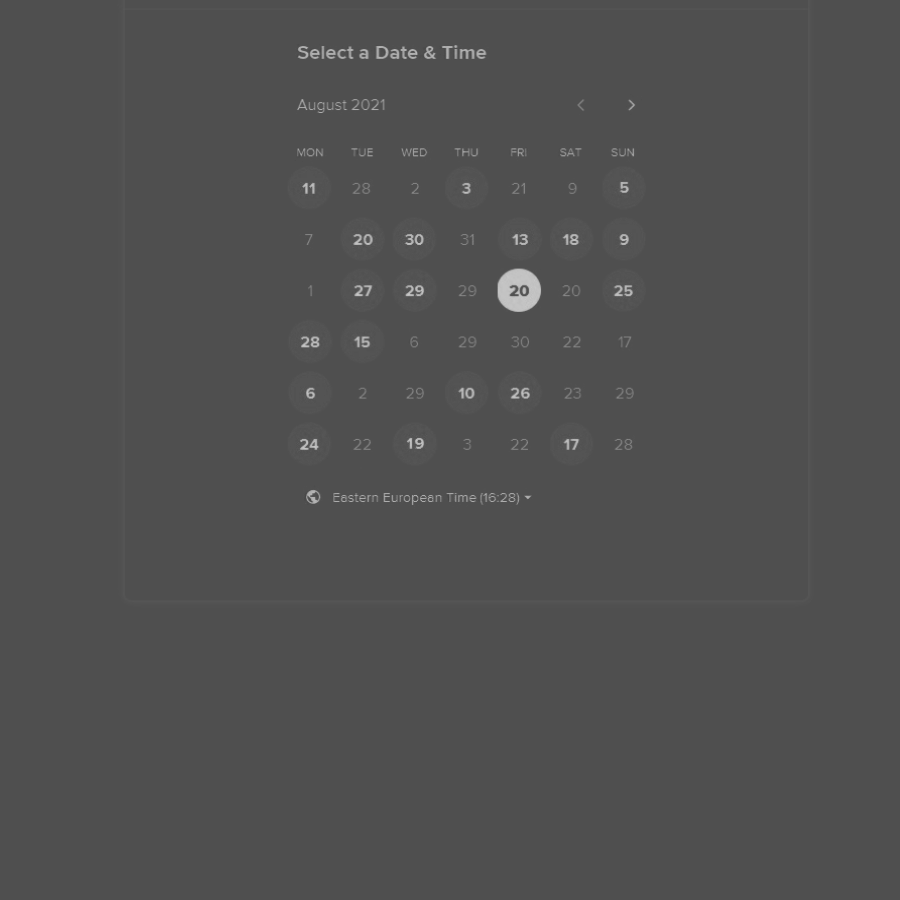 Select a Date & Time
August 2021
MON TUE WED THU FRI SAT SUN
11 28 2 3 21 9 5
7 20 30 31 13 18 9
1 27 29 29 20 20 25
28 15 6 29 30 22 17
6 2 29 10 26 23 29
24 22 19 3 22 17 28
Eastern European Time (16:28)